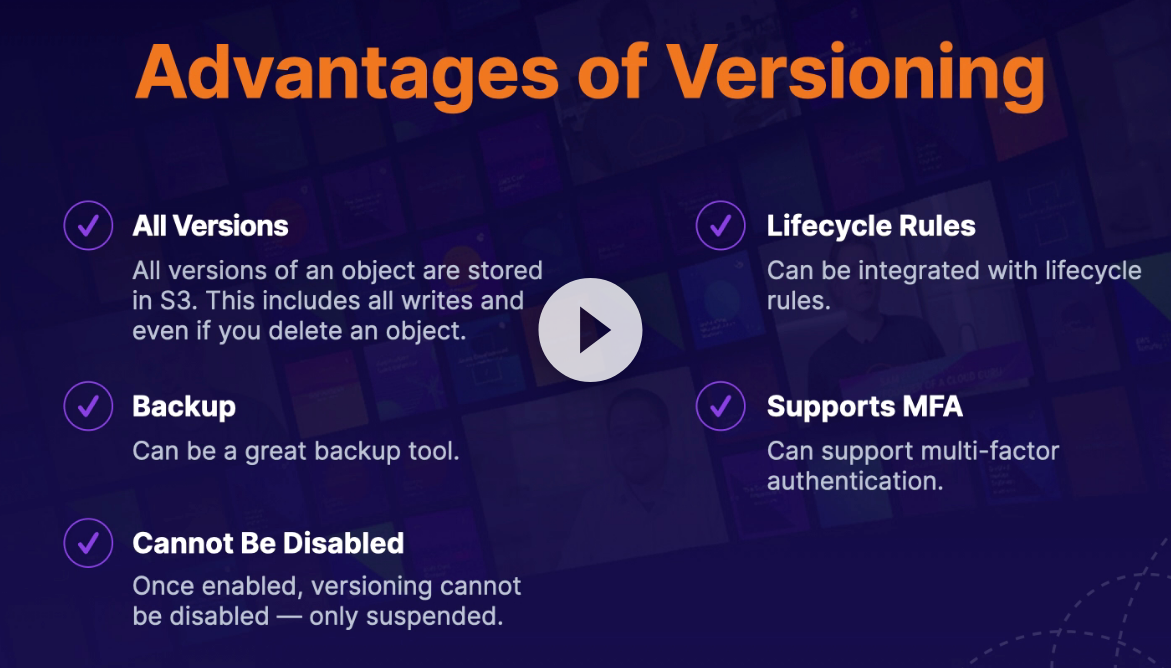 Advantages of Versioning
All Versions
All versions of an object are stored
in S3. This includes all writes and
even if you delete an object.
Backup
Can be a great backup tool.
Cannot Be Disabled
Once enabled, versioning cannot
be disabled — only suspended.
Lifecycle Rules
Can be integrated with lifecycle
rules.
Supports MFA
Can support multi-factor
authentication.